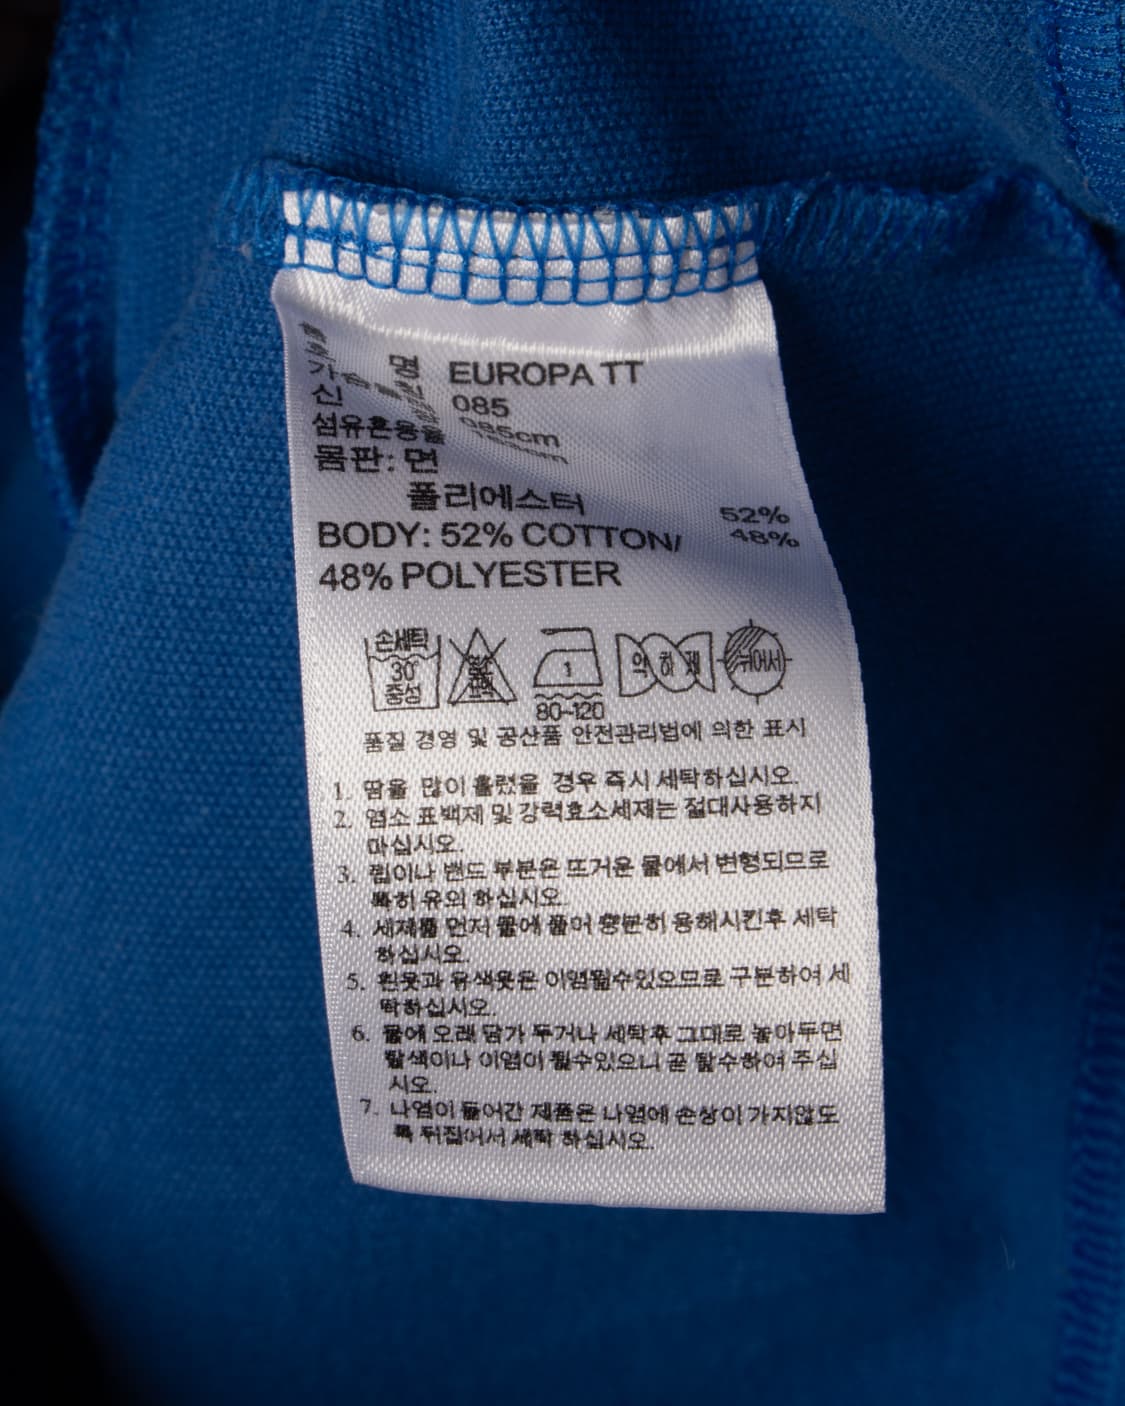 명 EUROPA TT
가슴 085
신 085cm
섬유혼용율
몸판: 면 52%
폴리에스터 48%
BODY: 52% COTTON/
48% POLYESTER
손세탁 30° 중성 1 80~120 약하게 뉘어서
품질 경영 및 공산품 안전관리법에 의한 표시
1. 땀을 많이 흘렸을 경우 즉시 세탁하십시오.
2. 염소 표백제 및 강력효소세제는 절대사용하지
마십시오.
3. 립이나 밴드 부분은 뜨거운 물에서 변형되므로
특히 유의 하십시오.
4. 세제를 먼저 물에 풀어 충분히 용해시킨후 세탁
하십시오.
5. 흰옷과 유색옷은 이염될수있으므로 구분하여 세
탁하십시오.
6. 물에 오래 담가 두거나 세탁후 그대로 놓아두면
탈색이나 이염이 될수있으니 곧 탈수하여 주십
시오.
7. 나염이 들어간 제품은 나염에 손상이 가지않도
록 뒤집어서 세탁 하십시오.